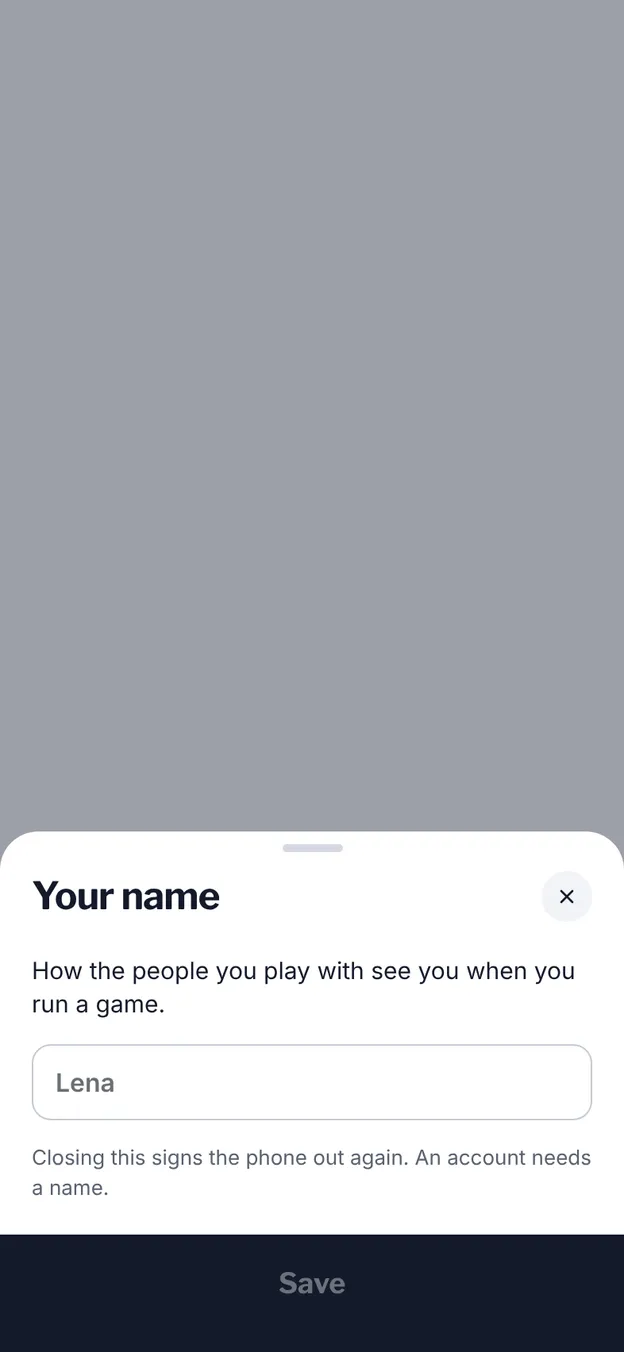 Your name
How the people you play with see you when you
run a game.
Lena
Closing this signs the phone out again. An account needs
a name.
Save